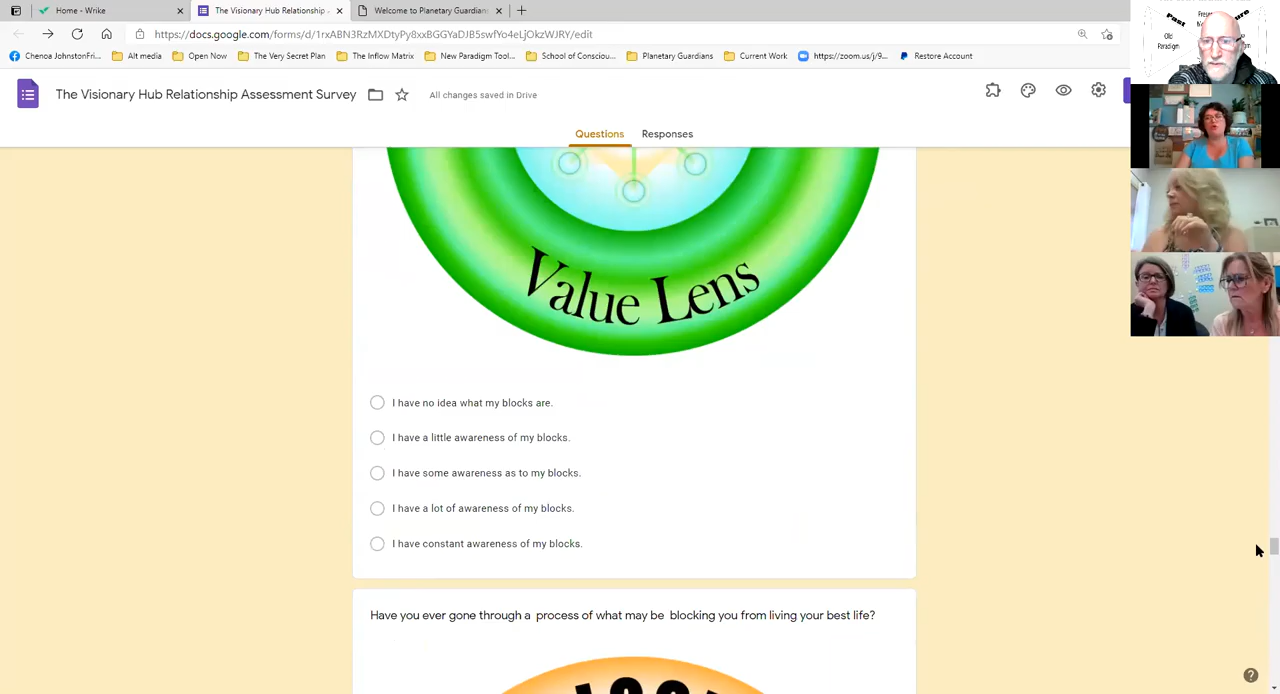 Home - Wrike
The Visionary Hub Relationship
Welcome to Planetary Guardians
https://docs.google.com/forms/d/1rxABN3RzMXDtyPy8xxBGGYaDJB5swfYo4eLjOkzWJRY/edit
Chenoa JohnstonFri...
Alt media
Open Now
The Very Secret Plan
The Inflow Matrix
New Paradigm Tool...
School of Consciou...
Planetary Guardians
Current Work
https://zoom.us/j/9...
Restore Account
Past
Old
Paradigm
The Visionary Hub Relationship Assessment Survey
All changes saved in Drive
Questions
Responses
Value Lens
I have no idea what my blocks are.
I have a little awareness of my blocks.
I have some awareness as to my blocks.
I have a lot of awareness of my blocks.
I have constant awareness of my blocks.
Have you ever gone through a process of what may be blocking you from living your best life?